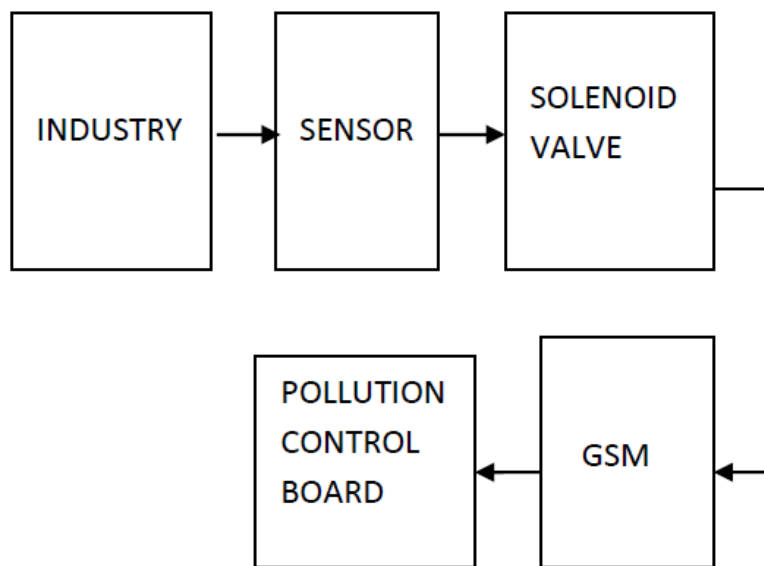 INDUSTRY
SENSOR
SOLENOID
VALVE
POLLUTION
CONTROL
BOARD
GSM